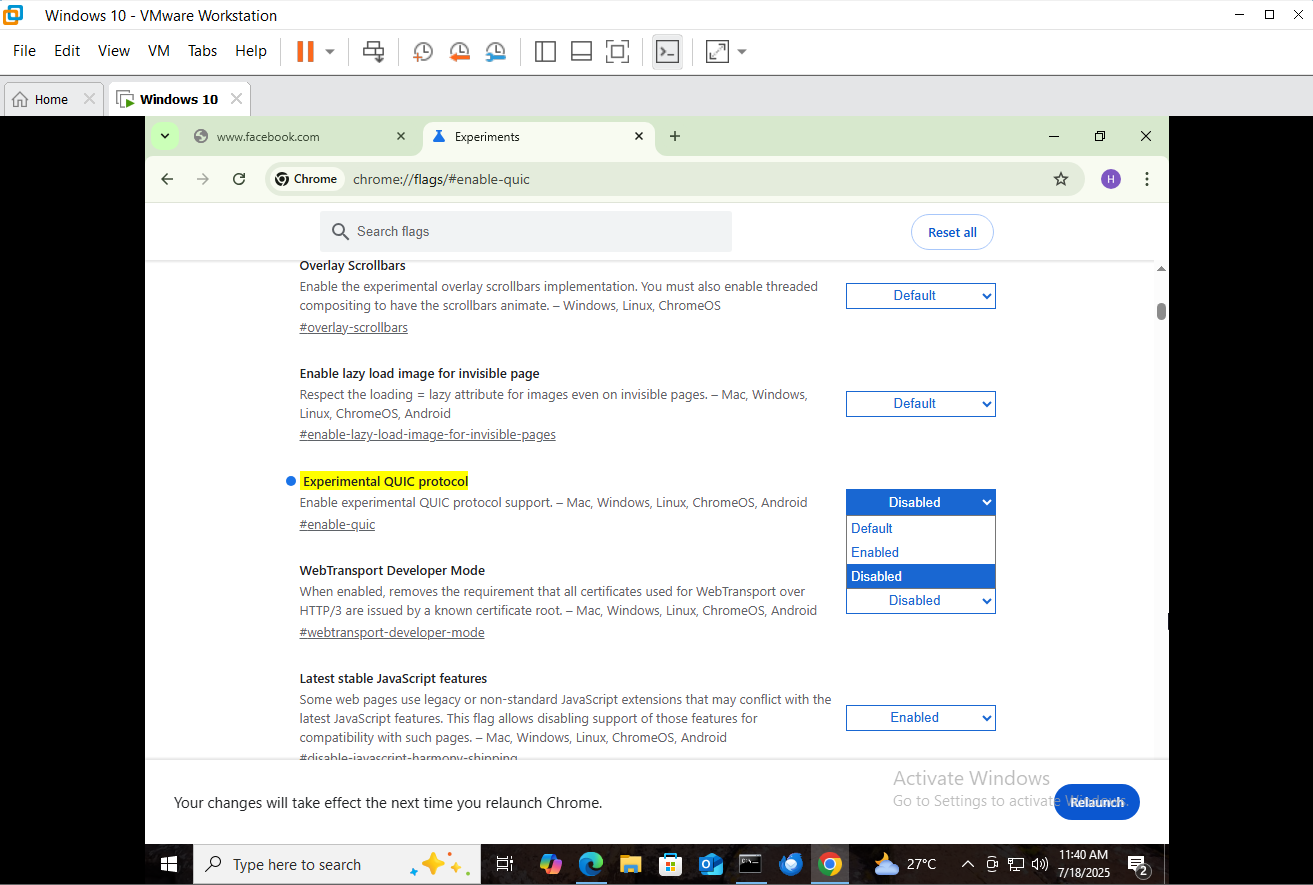 Windows 10 - VMware Workstation
File Edit View VM Tabs Help
Home Windows 10
www.facebook.com Experiments
Chrome chrome://flags/#enable-quic H
Search flags Reset all
Overlay Scrollbars
Enable the experimental overlay scrollbars implementation. You must also enable threaded
compositing to have the scrollbars animate. – Windows, Linux, ChromeOS
#overlay-scrollbars
Default
Enable lazy load image for invisible page
Respect the loading = lazy attribute for images even on invisible pages. – Mac, Windows,
Linux, ChromeOS, Android
#enable-lazy-load-image-for-invisible-pages
Default
Experimental QUIC protocol
Enable experimental QUIC protocol support. – Mac, Windows, Linux, ChromeOS, Android
#enable-quic
Disabled
Default
Enabled
Disabled
WebTransport Developer Mode
When enabled, removes the requirement that all certificates used for WebTransport over
HTTP/3 are issued by a known certificate root. – Mac, Windows, Linux, ChromeOS, Android
#webtransport-developer-mode
Disabled
Latest stable JavaScript features
Some web pages use legacy or non-standard JavaScript extensions that may conflict with the
latest JavaScript features. This flag allows disabling support of those features for
compatibility with such pages. – Mac, Windows, Linux, ChromeOS, Android
#disable-javascript-harmony-shipping
Enabled
Your changes will take effect the next time you relaunch Chrome.
Relaunch
Activate Windows
Go to Settings to activate Windows.
Type here to search
27°C
11:40 AM
7/18/2025
2